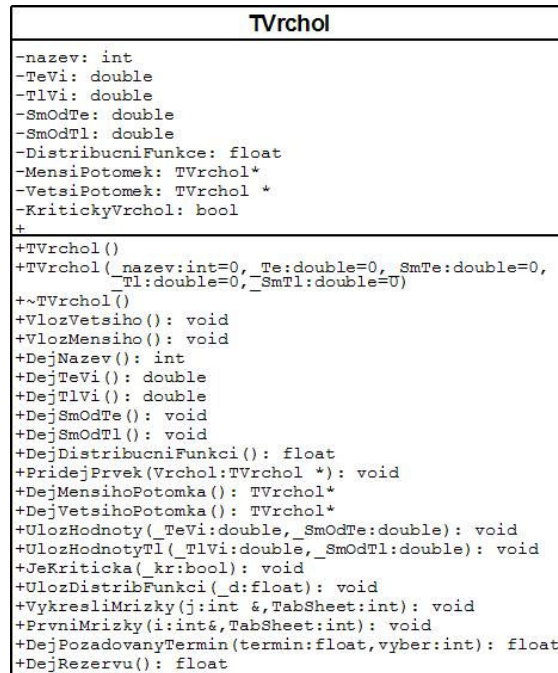 TVrchol
-nazev: int
-TeVi: double
-TlVi: double
-SmOdTe: double
-SmOdTl: double
-DistribucniFunkce: float
-MensiPotomek: TVrchol*
-VetsiPotomek: TVrchol *
-KritickyVrchol: bool
+
+TVrchol()
+TVrchol(_nazev:int=0,_Te:double=0,_SmTe:double=0,
_Tl:double=0,_SmTl:double=0)
+~TVrchol()
+VlozVetsiho(): void
+VlozMensiho(): void
+DejNazev(): int
+DejTeVi(): double
+DejTlVi(): double
+DejSmOdTe(): void
+DejSmOdTl(): void
+DejDistribucniFunkci(): float
+PridejPrvek(Vrchol:TVrchol *): void
+DejMensihoPotomka(): TVrchol*
+DejVetsihoPotomka(): TVrchol*
+UlozHodnoty(_TeVi:double,_SmOdTe:double): void
+UlozHodnotyTl(_TlVi:double,_SmOdTl:double): void
+JeKriticka(_kr:bool): void
+UlozDistribFunkci(_d:float): void
+VykresliMrizky(j:int &,TabSheet:int): void
+PrvniMrizky(i:int&,TabSheet:int): void
+DejPozadovanyTermin(termin:float,vyber:int): float
+DejRezervu(): float